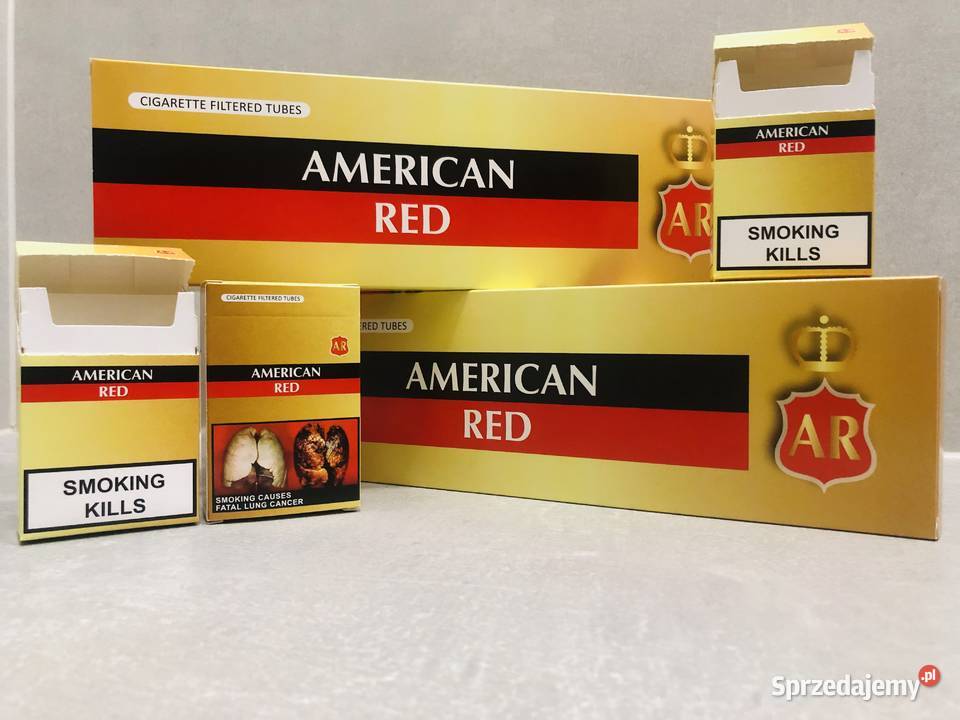 CIGARETTE FILTERED TUBES
AMERICAN
RED
AR
AMERICAN
RED
SMOKING
KILLS
AMERICAN
RED
SMOKING
KILLS
CIGARETTE FILTERED TUBES
AR
AMERICAN
RED
SMOKING CAUSES
FATAL LUNG CANCER
RED TUBES
AMERICAN
RED
AR
Sprzedajemy.pl